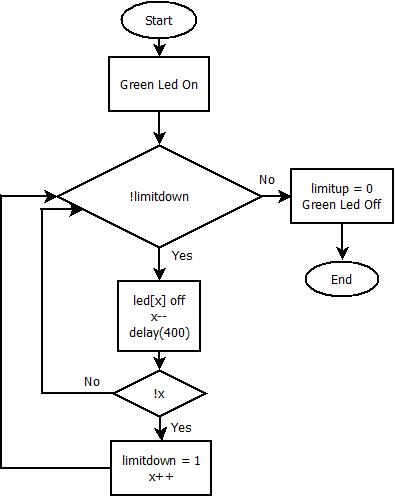 Start
Green Led On
!limitdown
No
limitup = 0
Green Led Off
End
Yes
led[x] off
x--
delay(400)
No
!x
Yes
limitdown = 1
x++